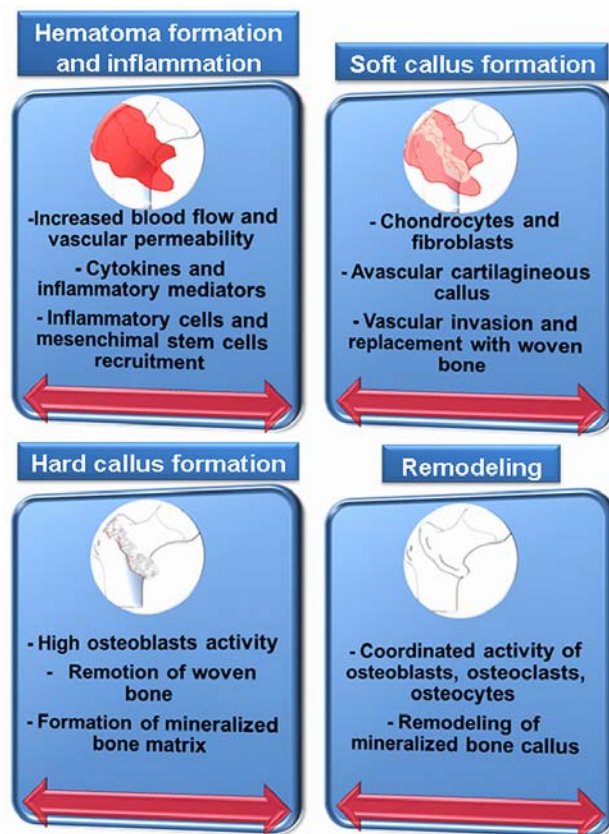 Hematoma formation
and inflammation
-Increased blood flow and
vascular permeability
- Cytokines and
inflammatory mediators
- Inflammatory cells and
mesenchimal stem cells
recruitment
Soft callus formation
- Chondrocytes and
fibroblasts
- Avascular cartilagineous
callus
- Vascular invasion and
replacement with woven
bone
Hard callus formation
- High osteoblasts activity
- Remotion of woven
bone
- Formation of mineralized
bone matrix
Remodeling
- Coordinated activity of
osteoblasts, osteoclasts,
osteocytes
- Remodeling of
mineralized bone callus